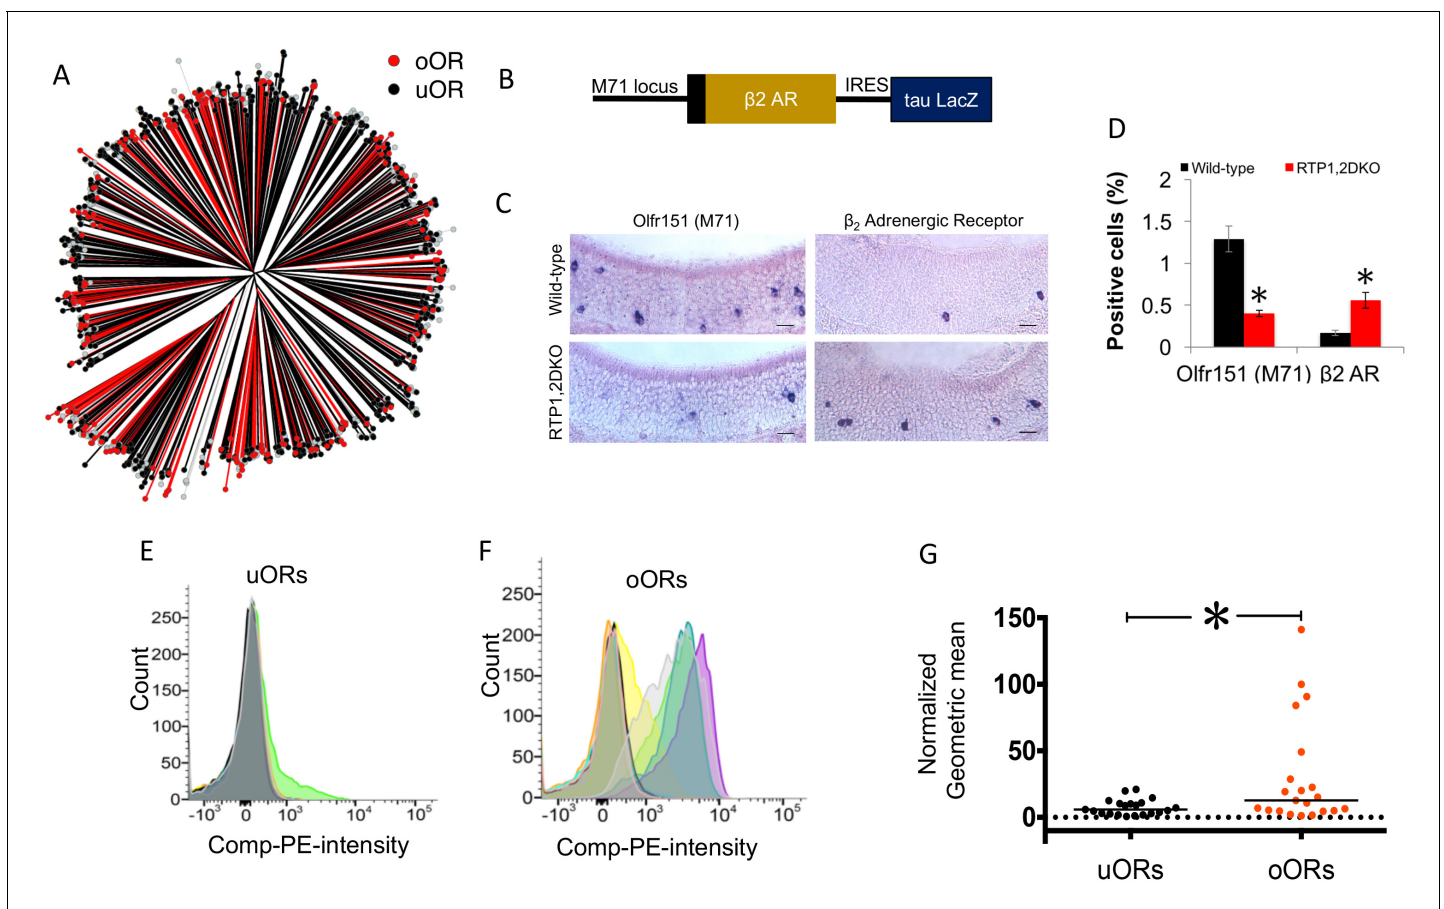 A
oOR
uOR
B
M71 locus
β2 AR
IRES
tau LacZ
C
Olfr151 (M71)
β2 Adrenergic Receptor
Wild-type
RTP1,2DKO
D
Wild-type
RTP1,2DKO
Positive cells (%)
2
1.5
1
0.5
0
*
*
Olfr151 (M71)
β2 AR
E
uORs
Count
250
200
150
100
50
0
-10³ 0 10³ 10⁴ 10⁵
Comp-PE-intensity
F
oORs
Count
250
200
150
100
50
0
-10³ 0 10³ 10⁴ 10⁵
Comp-PE-intensity
G
Normalized
Geometric mean
150
100
50
0
*
uORs
oORs